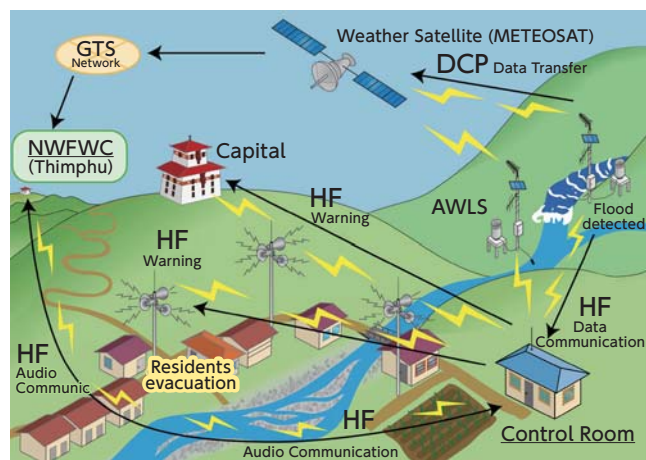 GTS
Network
Weather Satellite (METEOSAT)
DCP Data Transfer
NWFWC
(Thimphu)
Capital
HF
Warning
AWLS
Flood
detected
HF
Warning
HF
Data
Communication
HF
Audio
Communic
Residents
evacuation
HF
Audio Communication
Control Room